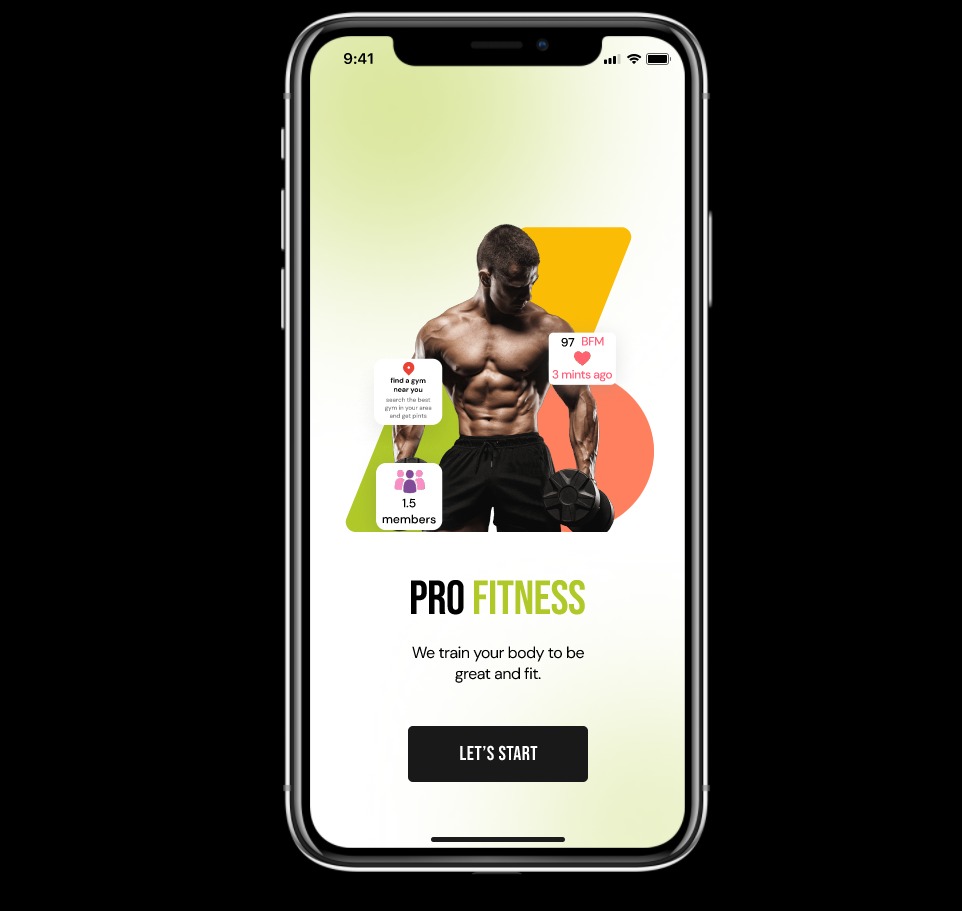 9:41
97 BFM
3 mints ago
find a gym
near you
search the best
gym in your area
and get pints
1.5
members
PRO FITNESS
We train your body to be
great and fit.
LET'S START